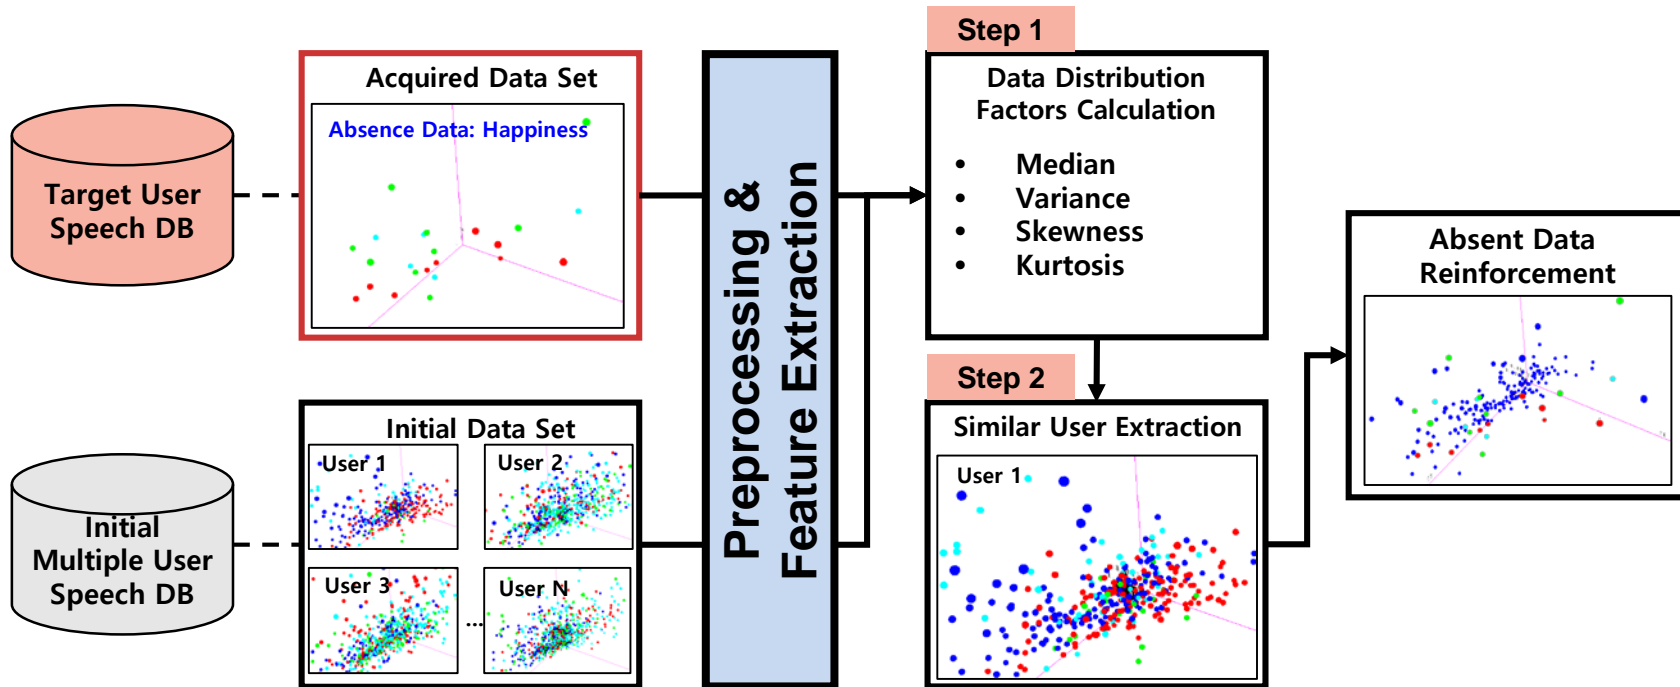 Target User
Speech DB
Initial
Multiple User
Speech DB
Acquired Data Set
Absence Data: Happiness
Initial Data Set
User 1
User 2
User 3
...
User N
Preprocessing &
Feature Extraction
Step 1
Data Distribution
Factors Calculation
• Median
• Variance
• Skewness
• Kurtosis
Step 2
Similar User Extraction
User 1
Absent Data
Reinforcement